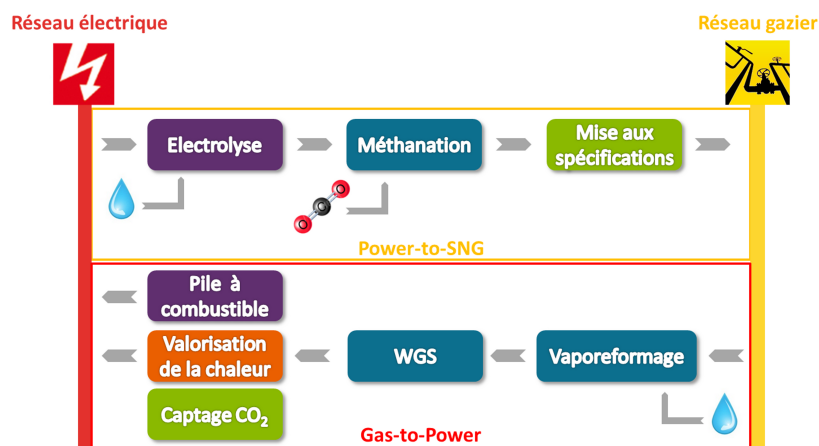 Réseau électrique
Réseau gazier
Electrolyse
Méthanation
Mise aux
spécifications
Power-to-SNG
Pile à
combustible
Valorisation
de la chaleur
WGS
Vaporeformage
Captage CO₂
Gas-to-Power